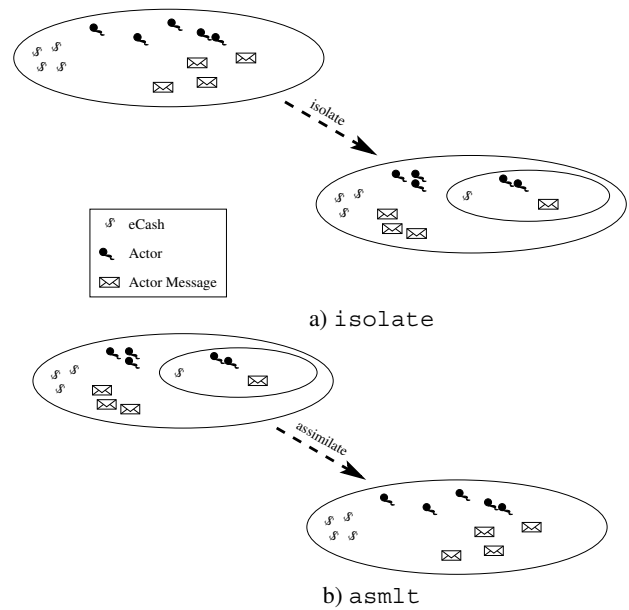 isolate
eCash
Actor
Actor Message
a) isolate
assimilate
b) asmlt